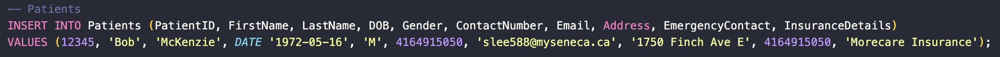 -- Patients
INSERT INTO Patients (PatientID, FirstName, LastName, DOB, Gender, ContactNumber, Email, Address, EmergencyContact, InsuranceDetails)
VALUES (12345, 'Bob', 'McKenzie', DATE '1972-05-16', 'M', 4164915050, 'slee588@myseneca.ca', '1750 Finch Ave E', 4164915050, 'Morecare Insurance');